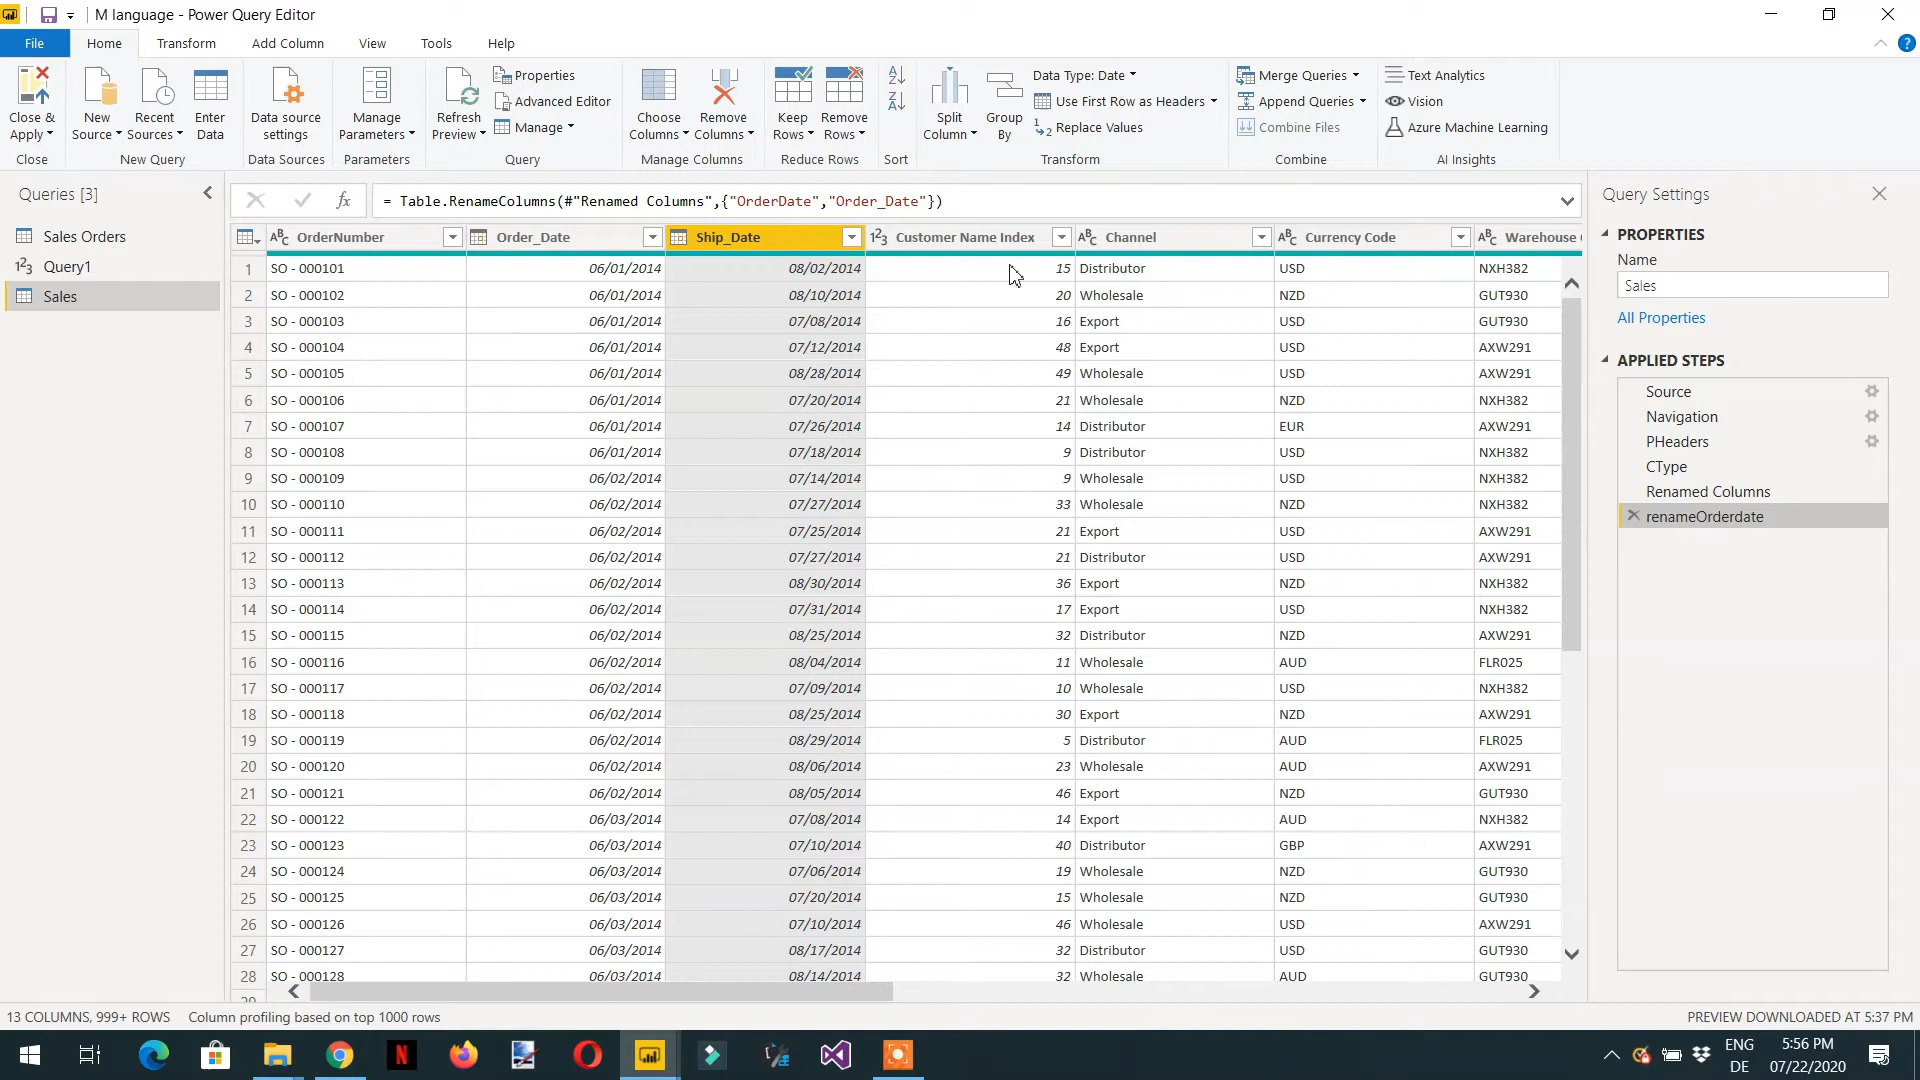 M language - Power Query Editor
File Home Transform Add Column View Tools Help
Close & Apply
Close
New Source
Recent Sources
Enter Data
New Query
Data source settings
Data Sources
Manage Parameters
Parameters
Refresh Preview
Properties
Advanced Editor
Manage
Query
Choose Columns
Remove Columns
Manage Columns
Keep Rows
Remove Rows
Reduce Rows
A Z
Z A
Sort
Split Column
Group By
Data Type: Date
Use First Row as Headers
Replace Values
Transform
Merge Queries
Append Queries
Combine Files
Combine
Text Analytics
Vision
Azure Machine Learning
AI Insights
Queries [3]
Sales Orders
Query1
Sales
fx = Table.RenameColumns(#"Renamed Columns",{"OrderDate","Order_Date"})
OrderNumber Order_Date Ship_Date Customer Name Index Channel Currency Code Warehouse
1 SO - 000101 06/01/2014 08/02/2014 15 Distributor USD NXH382
2 SO - 000102 06/01/2014 08/10/2014 20 Wholesale NZD GUT930
3 SO - 000103 06/01/2014 07/08/2014 16 Export USD GUT930
4 SO - 000104 06/01/2014 07/12/2014 48 Export USD AXW291
5 SO - 000105 06/01/2014 08/28/2014 49 Wholesale USD AXW291
6 SO - 000106 06/01/2014 07/20/2014 21 Wholesale NZD NXH382
7 SO - 000107 06/01/2014 07/26/2014 14 Distributor EUR AXW291
8 SO - 000108 06/01/2014 07/18/2014 9 Distributor USD NXH382
9 SO - 000109 06/02/2014 07/14/2014 9 Wholesale USD NXH382
10 SO - 000110 06/02/2014 07/27/2014 33 Wholesale NZD NXH382
11 SO - 000111 06/02/2014 07/25/2014 21 Export USD AXW291
12 SO - 000112 06/02/2014 07/27/2014 21 Distributor USD AXW291
13 SO - 000113 06/02/2014 08/30/2014 36 Export NZD NXH382
14 SO - 000114 06/02/2014 07/31/2014 17 Export USD NXH382
15 SO - 000115 06/02/2014 08/25/2014 32 Distributor NZD AXW291
16 SO - 000116 06/02/2014 08/04/2014 11 Wholesale AUD FLR025
17 SO - 000117 06/02/2014 07/09/2014 10 Wholesale USD NXH382
18 SO - 000118 06/02/2014 08/25/2014 30 Export NZD AXW291
19 SO - 000119 06/02/2014 08/29/2014 5 Distributor AUD FLR025
20 SO - 000120 06/02/2014 08/06/2014 23 Wholesale AUD AXW291
21 SO - 000121 06/02/2014 08/05/2014 46 Export NZD GUT930
22 SO - 000122 06/03/2014 07/08/2014 14 Export AUD NXH382
23 SO - 000123 06/03/2014 07/10/2014 40 Distributor GBP AXW291
24 SO - 000124 06/03/2014 07/06/2014 19 Wholesale NZD GUT930
25 SO - 000125 06/03/2014 07/20/2014 15 Wholesale NZD GUT930
26 SO - 000126 06/03/2014 07/10/2014 46 Wholesale USD AXW291
27 SO - 000127 06/03/2014 08/17/2014 32 Distributor USD GUT930
28 SO - 000128 06/03/2014 08/14/2014 32 Wholesale AUD GUT930
Query Settings
PROPERTIES
Name
Sales
All Properties
APPLIED STEPS
Source
Navigation
PHeaders
CType
Renamed Columns
renameOrderdate
13 COLUMNS, 999+ ROWS Column profiling based on top 1000 rows PREVIEW DOWNLOADED AT 5:37 PM
ENG 5:56 PM
DE 07/22/2020